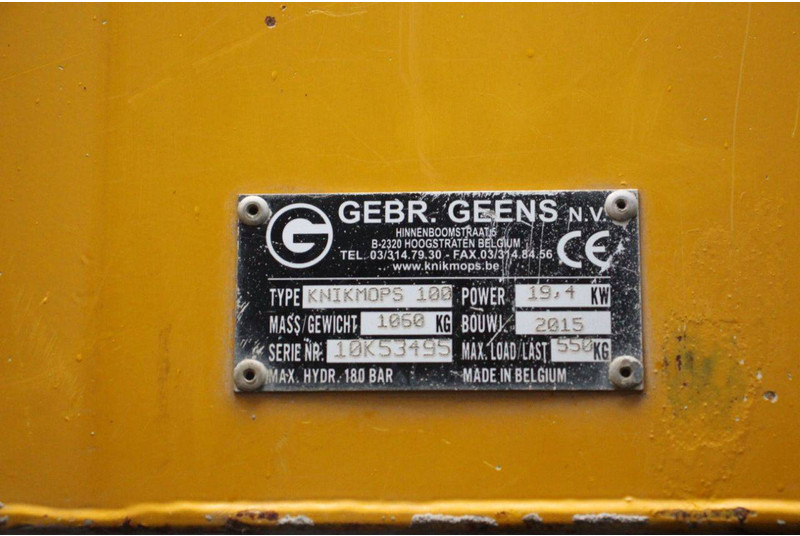 G GEBR. GEENS N.V.
HINNENBOOMSTRAAT 5
B-2320 HOOGSTRATEN BELGIUM
TEL. 03/314.79.30 - FAX.03/314.84.56
www.knikmops.be
CE
TYPE KNIKMOPS 100 POWER 19,4 KW
MASS/GEWICHT 1060 KG BOUWJ. 2015
SERIE NR. 10K53495 MAX. LOAD/LAST 550 KG
MAX. HYDR. 180 BAR MADE IN BELGIUM